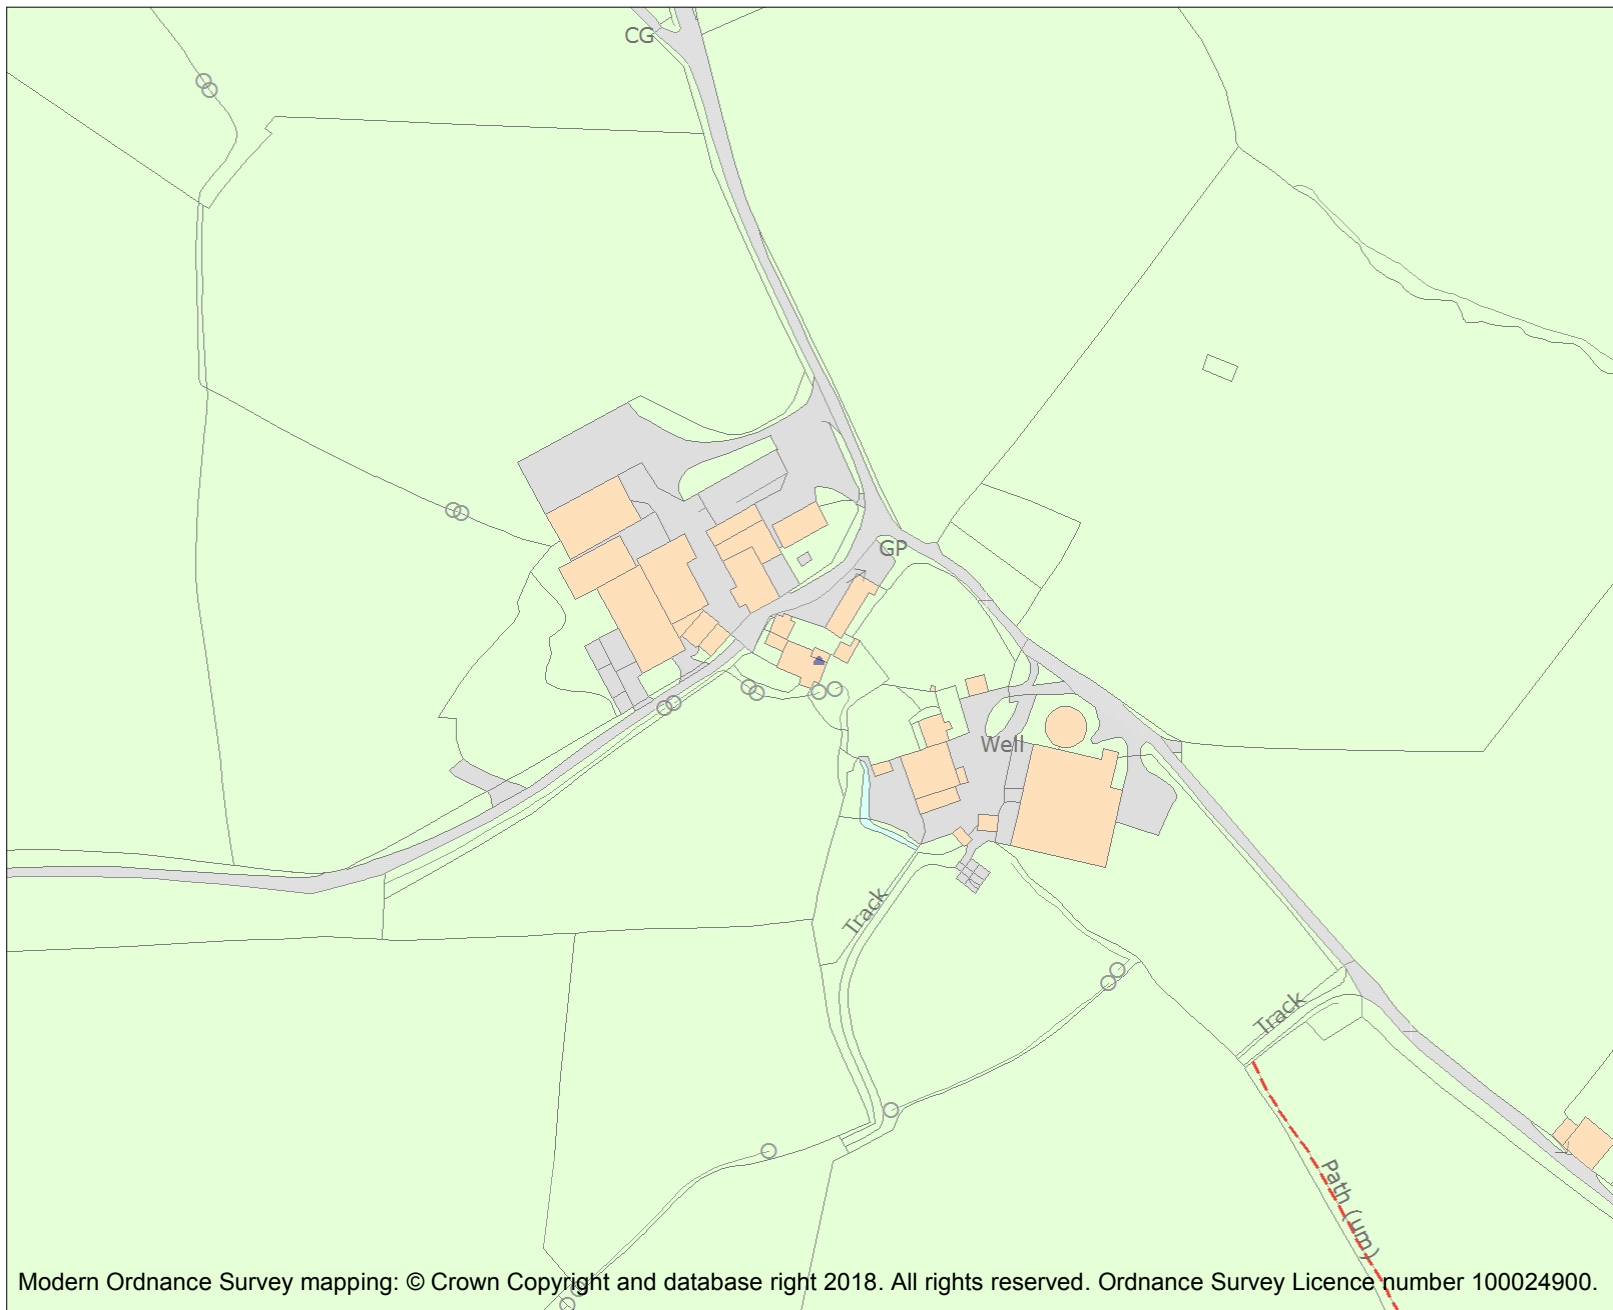 CG
GP
Well
Track
Track
Path (um)
Modern Ordnance Survey mapping: © Crown Copyright and database right 2018. All rights reserved. Ordnance Survey Licence number 100024900.